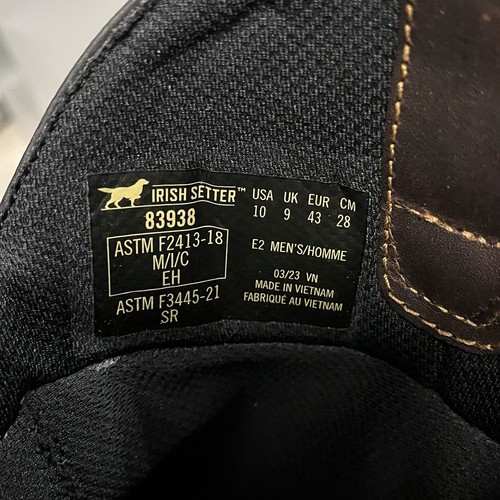 IRISH SETTER™
83938
ASTM F2413-18
M/I/C
EH
ASTM F3445-21
SR
USA UK EUR CM
10 9 43 28
E2 MEN'S/HOMME
03/23 VN
MADE IN VIETNAM
FABRIQUÉ AU VIETNAM